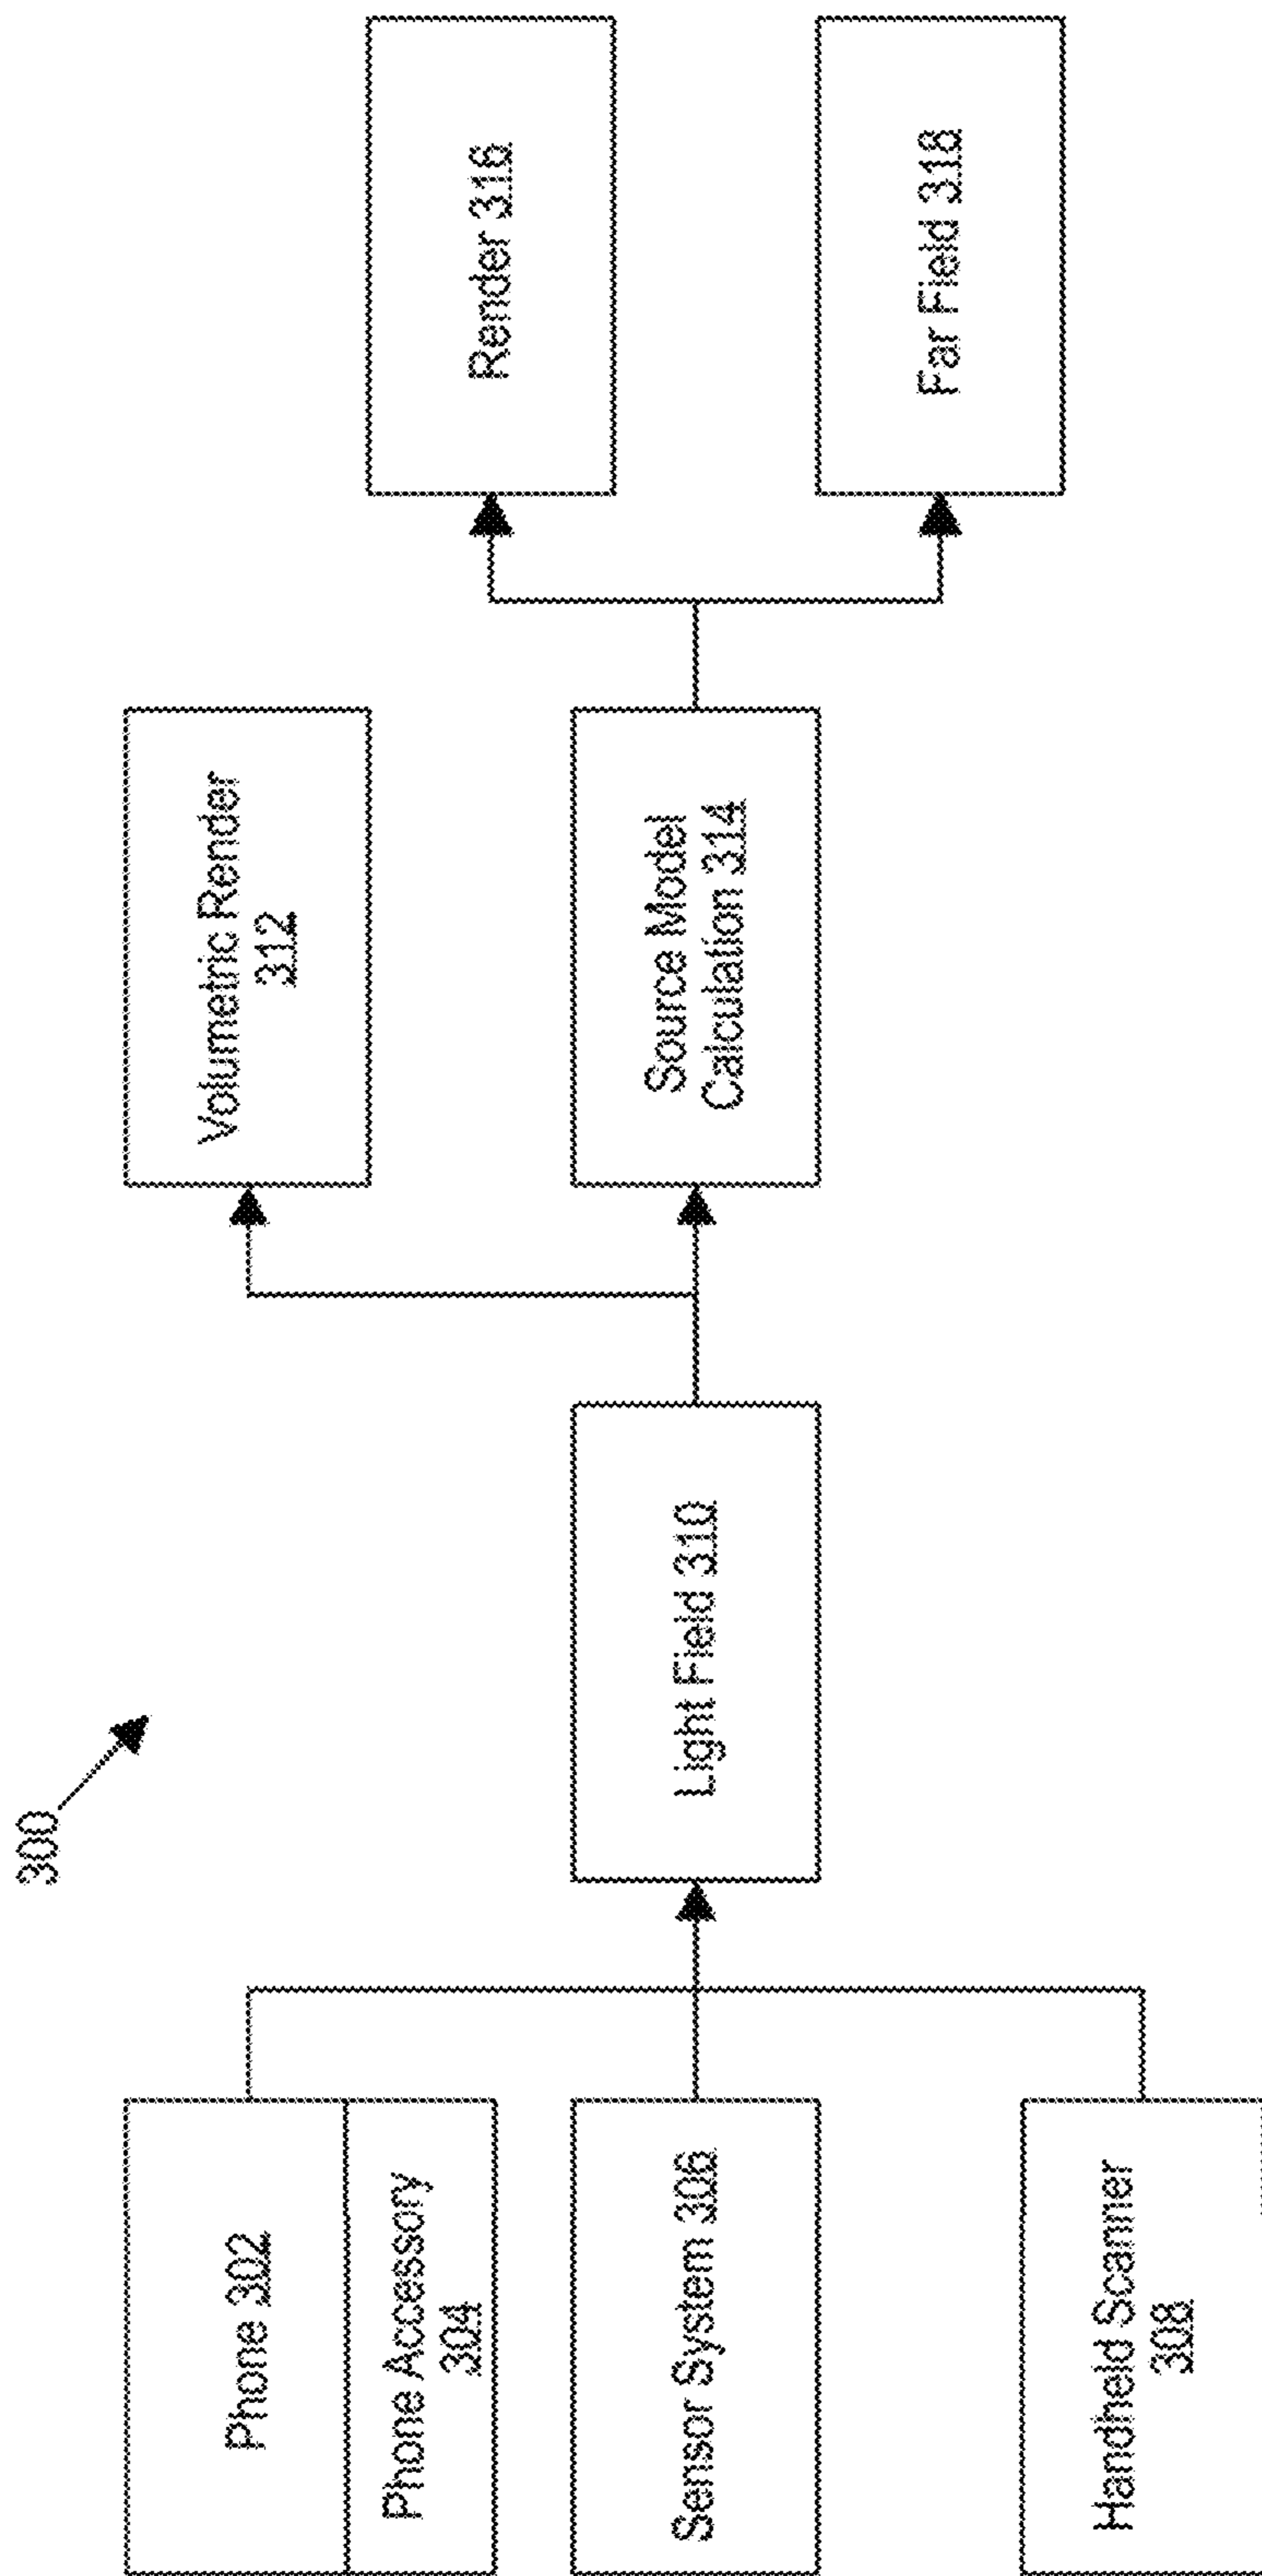 300
Phone 302
Phone Accessory
304
Sensor System 306
Handheld Scanner
308
Light Field 310
Volumetric Render
312
Source Model
Calculation 314
Render 316
Far Field 318